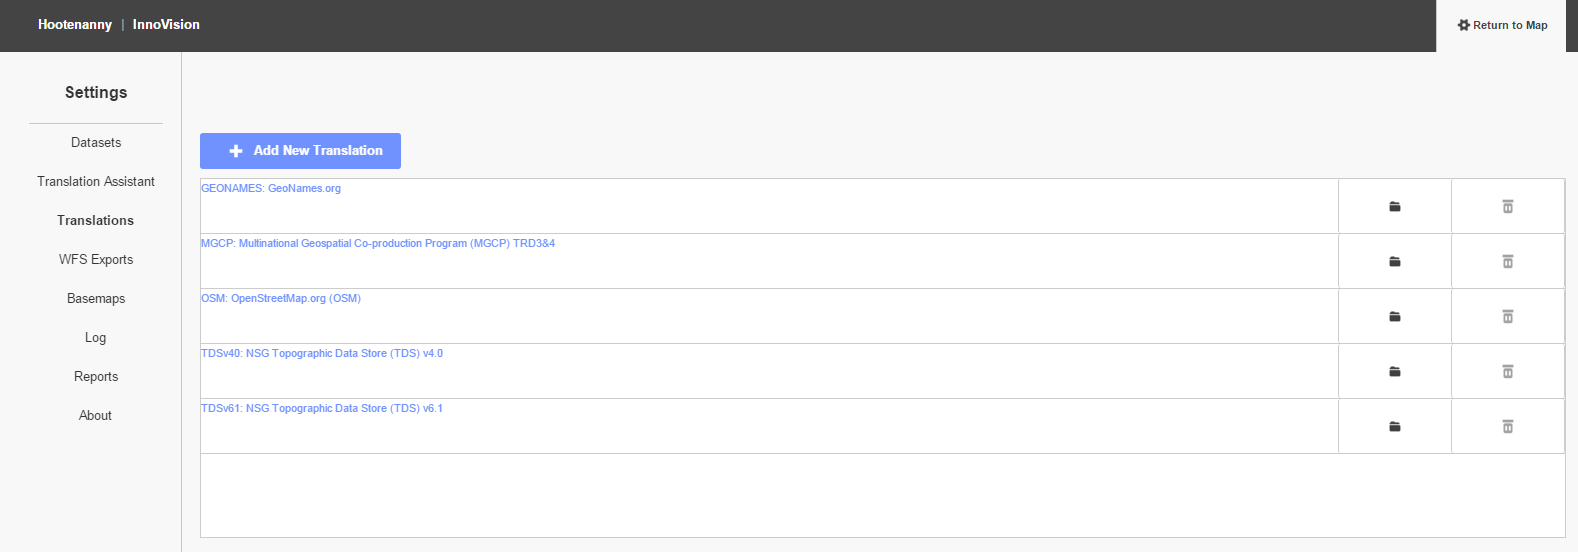 Hootenanny | InnoVision
Return to Map
Settings
Datasets
Translation Assistant
Translations
WFS Exports
Basemaps
Log
Reports
About
Add New Translation
GEONAMES: GeoNames.org
MGCP: Multinational Geospatial Co-production Program (MGCP) TRD3&4
OSM: OpenStreetMap.org (OSM)
TDSv40: NSG Topographic Data Store (TDS) v4.0
TDSv61: NSG Topographic Data Store (TDS) v6.1